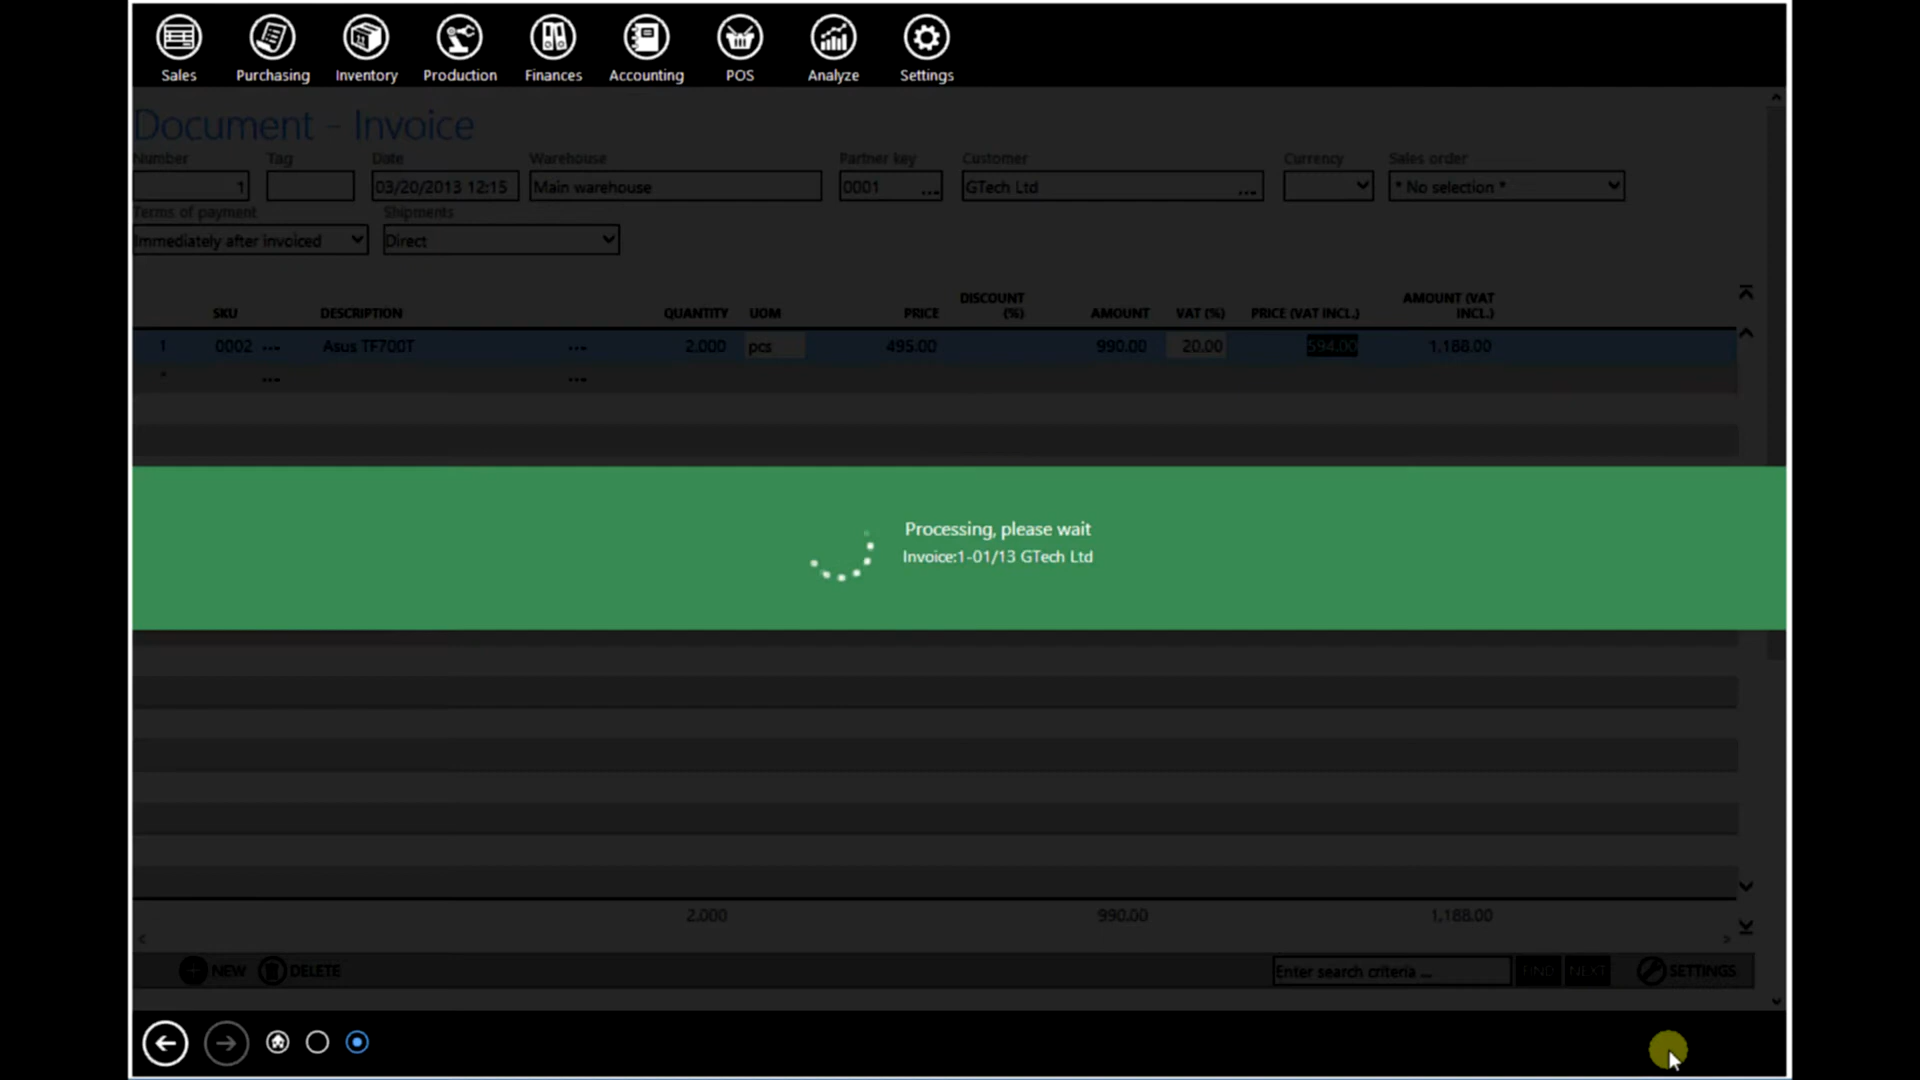 Sales Purchasing Inventory Production Finances Accounting POS Analyze Settings
Document - Invoice
Number Tag Date Warehouse Partner key Customer Currency Sales order
1 03/20/2013 12:15 Main warehouse 0001 ... GTech Ltd ... * No selection *
Terms of payment Shipments
Immediately after invoiced Direct
SKU DESCRIPTION QUANTITY UOM PRICE DISCOUNT (%) AMOUNT VAT (%) PRICE (VAT INCL.) AMOUNT (VAT INCL.)
1 0002 ... Asus TF700T ... 2.000 pcs 495.00 990.00 20.00 594.00 1,188.00
* ... ...
Processing, please wait
Invoice:1-01/13 GTech Ltd
2.000 990.00 1,188.00
NEW DELETE Enter search criteria ... FIND NEXT SETTINGS